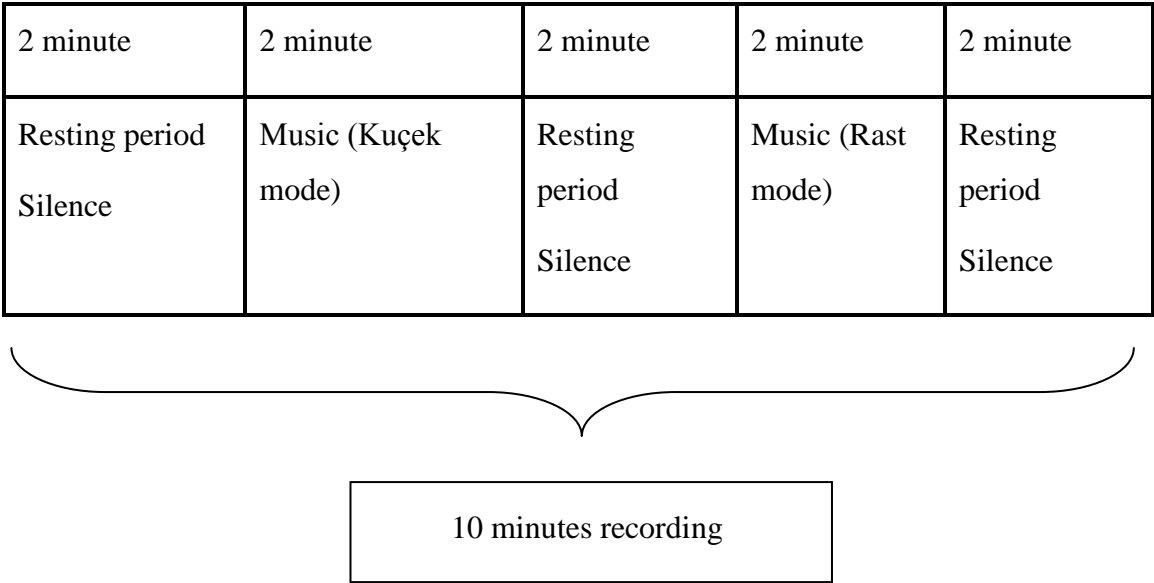 2 minute
2 minute
2 minute
2 minute
2 minute
Resting period
Silence
Music (Kuçek
mode)
Resting
period
Silence
Music (Rast
mode)
Resting
period
Silence
10 minutes recording